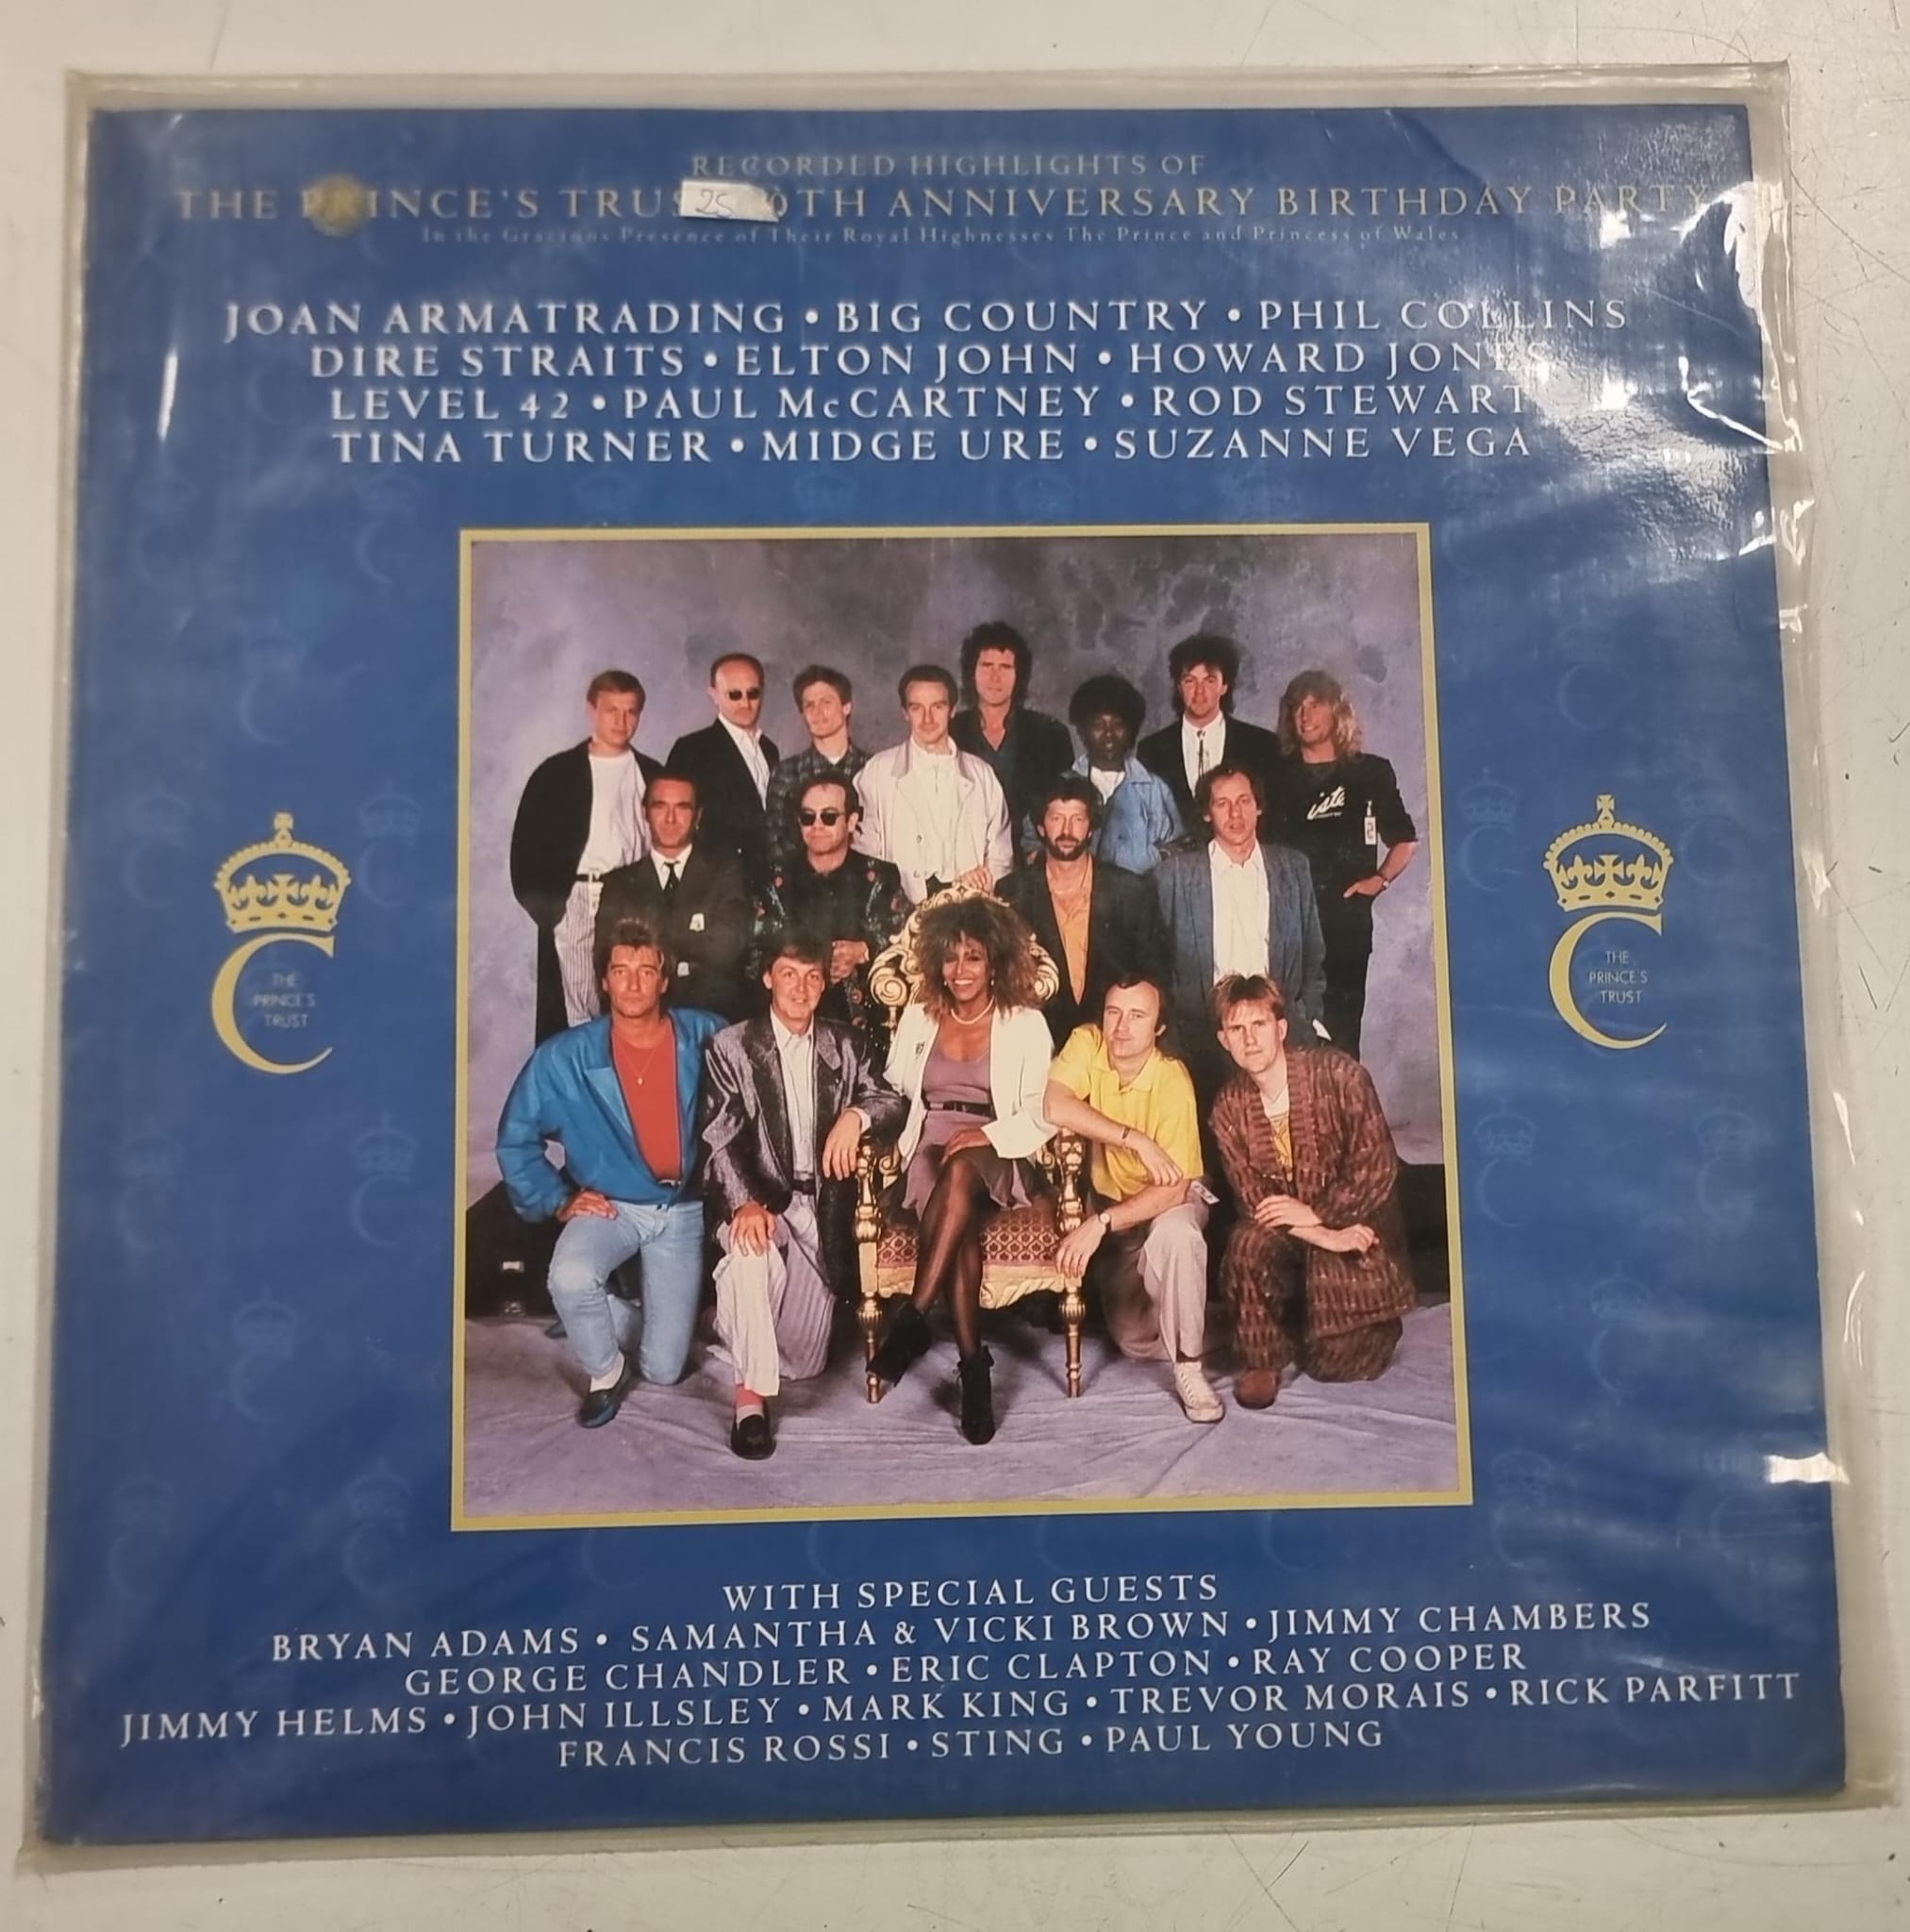 RECORDED HIGHLIGHTS OF
THE PRINCE'S TRUS 25 0TH ANNIVERSARY BIRTHDAY PARTY
In the Gracious Presence of Their Royal Highnesses The Prince and Princess of Wales
JOAN ARMATRADING • BIG COUNTRY • PHIL COLLINS
DIRE STRAITS • ELTON JOHN • HOWARD JONES
LEVEL 42 • PAUL McCARTNEY • ROD STEWART
TINA TURNER • MIDGE URE • SUZANNE VEGA
THE
PRINCE'S
TRUST
THE
PRINCE'S
TRUST
WITH SPECIAL GUESTS
BRYAN ADAMS • SAMANTHA & VICKI BROWN • JIMMY CHAMBERS
GEORGE CHANDLER • ERIC CLAPTON • RAY COOPER
JIMMY HELMS • JOHN ILLSLEY • MARK KING • TREVOR MORAIS • RICK PARFITT
FRANCIS ROSSI • STING • PAUL YOUNG